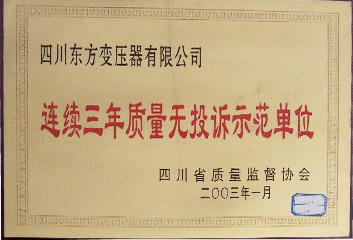 四川东方变压器有限公司
连续三年质量无投诉示范单位
四川省质量监督协会
二〇〇三年一月